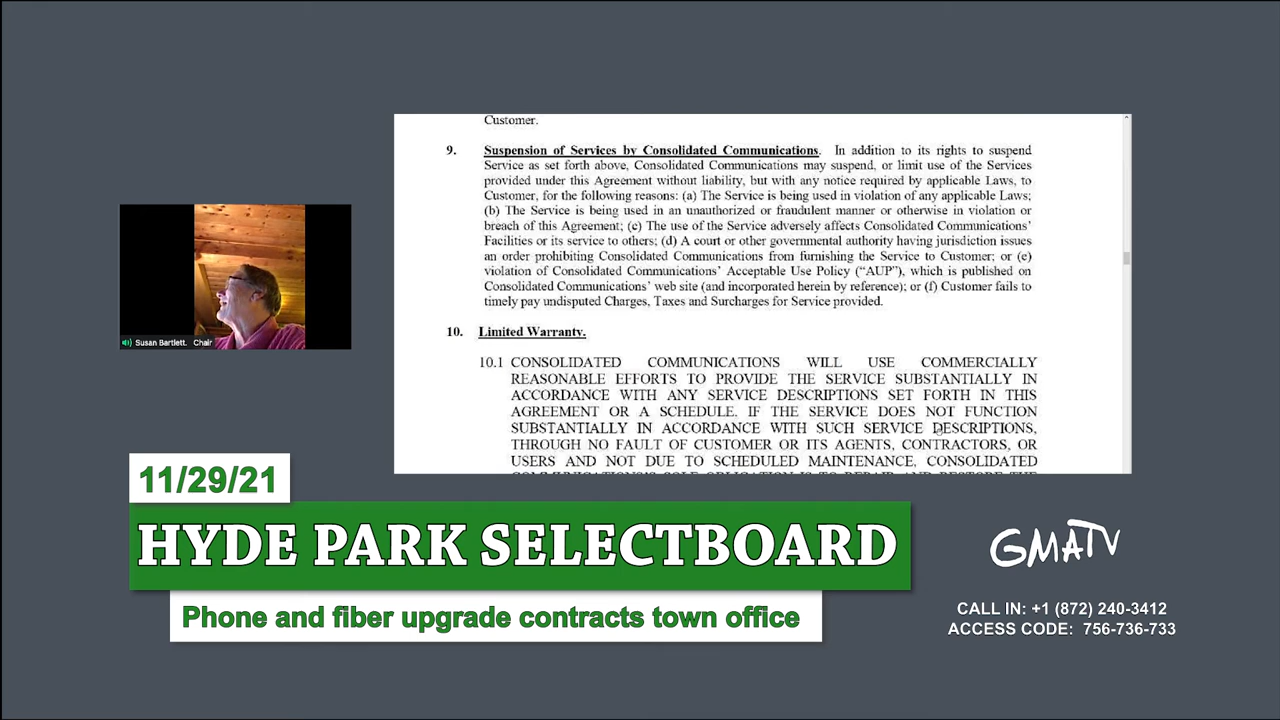 Customer.
9. Suspension of Services by Consolidated Communications. In addition to its rights to suspend
Service as set forth above, Consolidated Communications may suspend, or limit use of the Services
provided under this Agreement without liability, but with any notice required by applicable Laws, to
Customer, for the following reasons: (a) The Service is being used in violation of any applicable Laws;
(b) The Service is being used in an unauthorized or fraudulent manner or otherwise in violation or
breach of this Agreement; (c) The use of the Service adversely affects Consolidated Communications’
Facilities or its service to others; (d) A court or other governmental authority having jurisdiction issues
an order prohibiting Consolidated Communications from furnishing the Service to Customer; or (e)
violation of Consolidated Communications’ Acceptable Use Policy (“AUP”), which is published on
Consolidated Communications’ web site (and incorporated herein by reference); or (f) Customer fails to
timely pay undisputed Charges, Taxes and Surcharges for Service provided.
10. Limited Warranty.
10.1 CONSOLIDATED COMMUNICATIONS WILL USE COMMERCIALLY
REASONABLE EFFORTS TO PROVIDE THE SERVICE SUBSTANTIALLY IN
ACCORDANCE WITH ANY SERVICE DESCRIPTIONS SET FORTH IN THIS
AGREEMENT OR A SCHEDULE. IF THE SERVICE DOES NOT FUNCTION
SUBSTANTIALLY IN ACCORDANCE WITH SUCH SERVICE DESCRIPTIONS,
THROUGH NO FAULT OF CUSTOMER OR ITS AGENTS, CONTRACTORS, OR
USERS AND NOT DUE TO SCHEDULED MAINTENANCE, CONSOLIDATED
Susan Bartlett. Chair
11/29/21
HYDE PARK SELECTBOARD
Phone and fiber upgrade contracts town office
GMATV
CALL IN: +1 (872) 240-3412
ACCESS CODE: 756-736-733